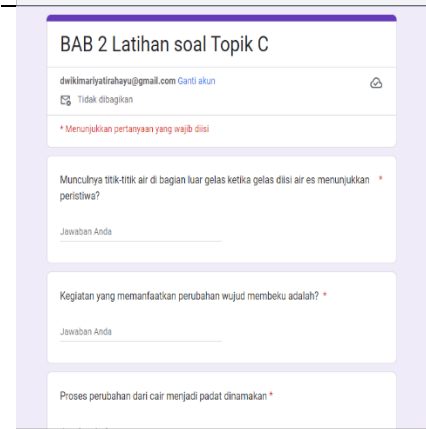 BAB 2 Latihan soal Topik C
dwikimariyatirahayu@gmail.com Ganti akun
Tidak dibagikan
* Menunjukkan pertanyaan yang wajib diisi
Munculnya titik-titik air di bagian luar gelas ketika gelas diisi air es menunjukkan *
peristiwa?
Jawaban Anda
Kegiatan yang memanfaatkan perubahan wujud membeku adalah? *
Jawaban Anda
Proses perubahan dari cair menjadi padat dinamakan *